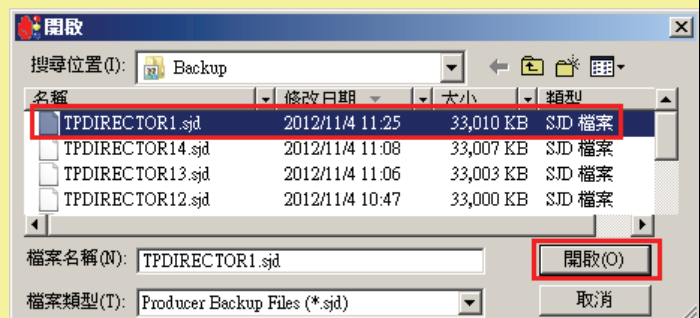 開啟
搜尋位置(I): Backup
名稱 修改日期 大小 類型
TPDIRECTOR1.sjd 2012/11/4 11:25 33,010 KB SJD 檔案
TPDIRECTOR14.sjd 2012/11/4 11:08 33,007 KB SJD 檔案
TPDIRECTOR13.sjd 2012/11/4 11:06 33,003 KB SJD 檔案
TPDIRECTOR12.sjd 2012/11/4 10:47 33,000 KB SJD 檔案
檔案名稱(N): TPDIRECTOR1.sjd 開啟(O)
檔案類型(T): Producer Backup Files (*.sjd) 取消